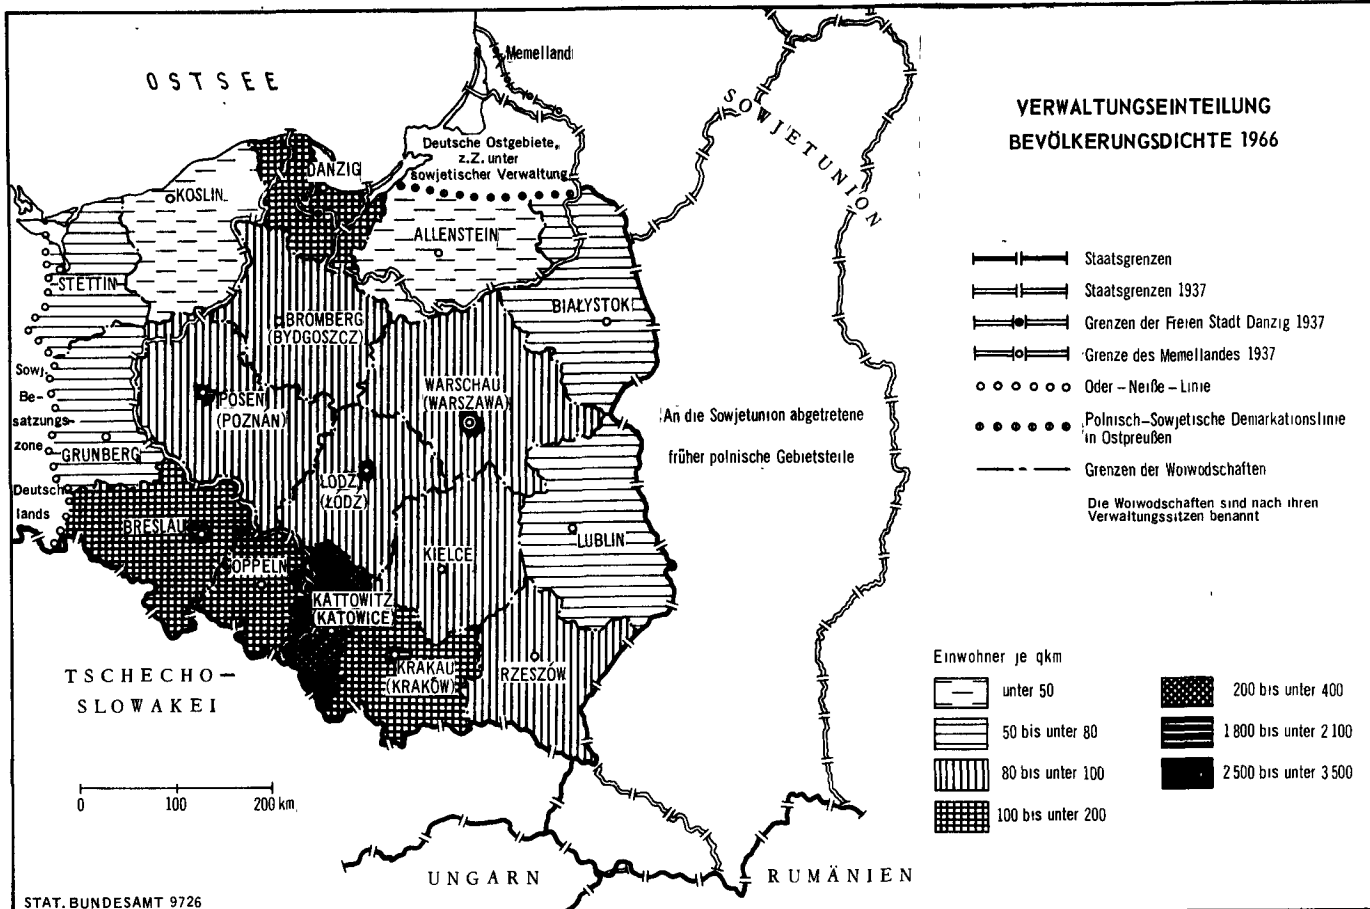 VERWALTUNGSEINTEILUNG
BEVÖLKERUNGSDICHTE 1966
Staatsgrenzen
Staatsgrenzen 1937
Grenzen der Freien Stadt Danzig 1937
Grenze des Memellandes 1937
Oder–Neiße–Linie
Polnisch-Sowjetische Demarkationslinie
in Ostpreußen
Grenzen der Woiwodschaften
Die Woiwodschaften sind nach ihren
Verwaltungssitzen benannt
Einwohner je qkm
unter 50
50 bis unter 80
80 bis unter 100
100 bis unter 200
200 bis unter 400
1800 bis unter 2100
2500 bis unter 3500
OSTSEE
Memelland
SOWJETUNION
Deutsche Ostgebiete,
z.Z. unter
sowjetischer Verwaltung
DANZIG
KOSLIN
ALLENSTEIN
STETTIN
BIAŁYSTOK
BROMBERG
(BYDGOSZCZ)
Sowj.
Be-
satzungs-
zone
Deutsch
lands
POSEN
(POZNAN)
WARSCHAU
(WARSZAWA)
An die Sowjetunion abgetretene
früher polnische Gebietsteile
GRUNBERG
LODZ
(ŁÓDZ)
BRESLAU
LUBLIN
OPPELN
KIELCE
KATTOWITZ
(KATOWICE)
KRAKAU
(KRAKÓW)
RZESZÓW
TSCHECHO–
SLOWAKEI
0 100 200 km
UNGARN
RUMÄNIEN
STAT. BUNDESAMT 9726